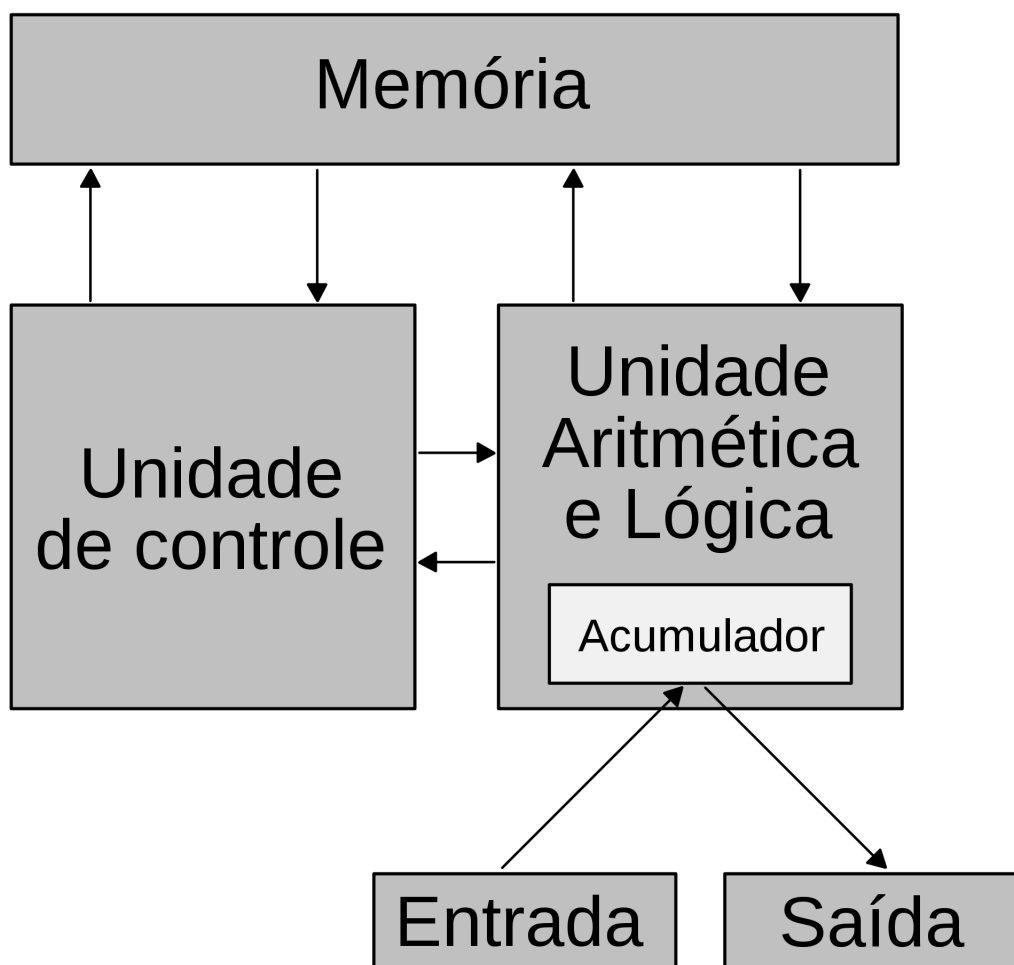 Memória
Unidade
de controle
Unidade
Aritmética
e Lógica
Acumulador
Entrada
Saída